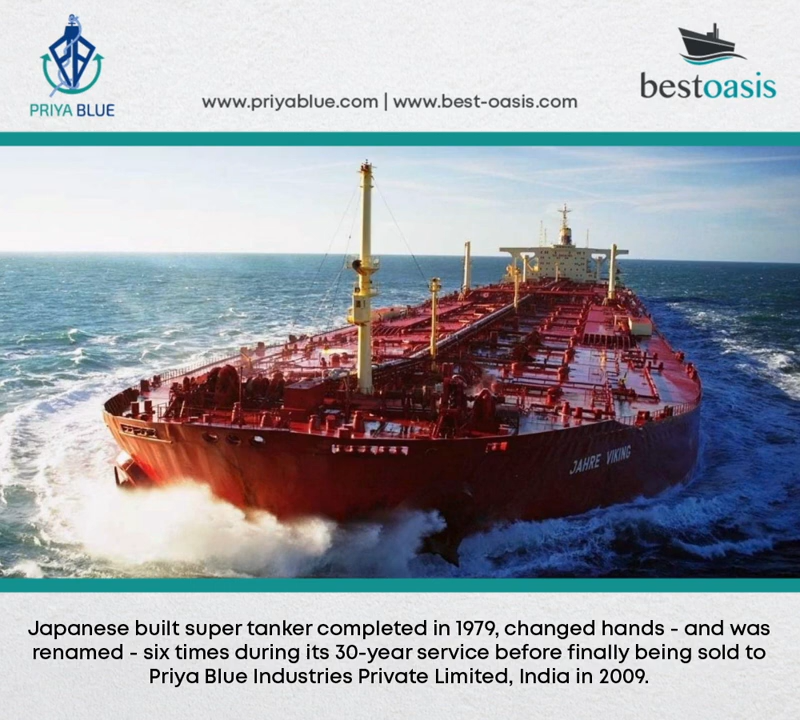 PRIYA BLUE
www.priyablue.com | www.best-oasis.com
bestoasis
JAHRE VIKING
Japanese built super tanker completed in 1979, changed hands - and was
renamed - six times during its 30-year service before finally being sold to
Priya Blue Industries Private Limited, India in 2009.